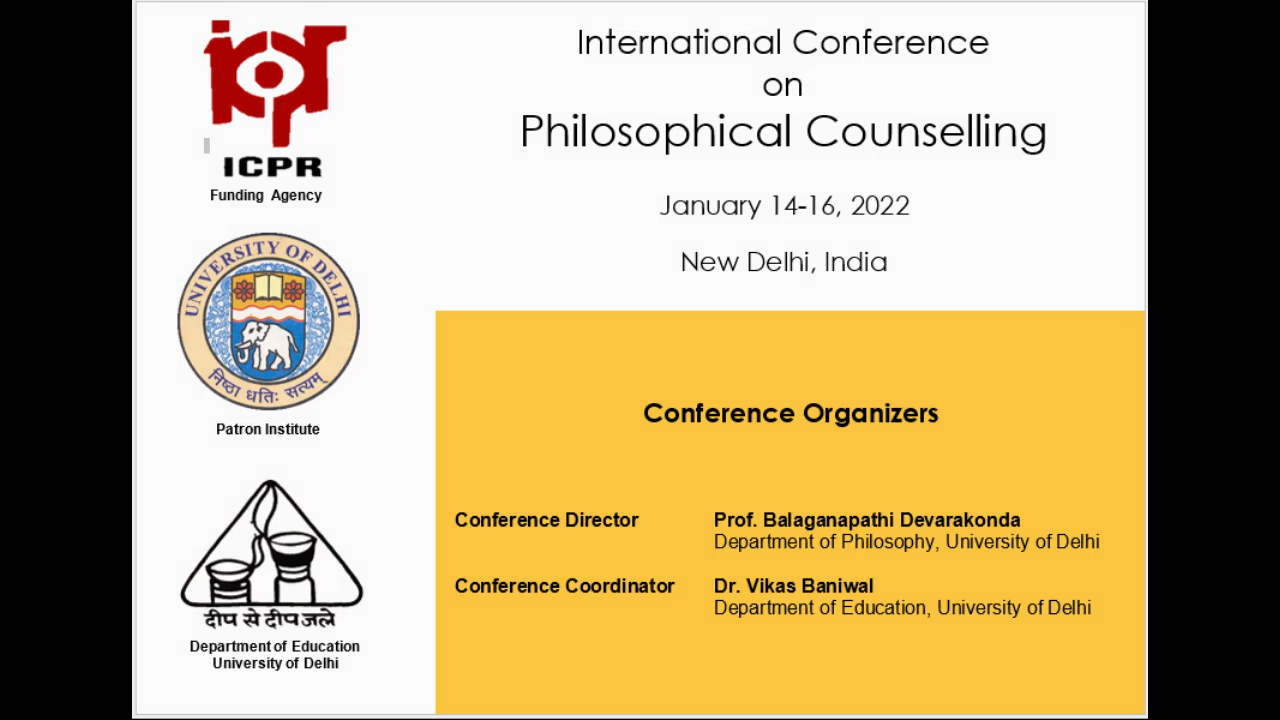 ICPR
Funding Agency
UNIVERSITY OF DELHI
निष्ठा धृतिः सत्यम्
Patron Institute
दीप से दीप जले
Department of Education
University of Delhi
International Conference
on
Philosophical Counselling
January 14-16, 2022
New Delhi, India
Conference Organizers
Conference Director Prof. Balaganapathi Devarakonda
Department of Philosophy, University of Delhi
Conference Coordinator Dr. Vikas Baniwal
Department of Education, University of Delhi